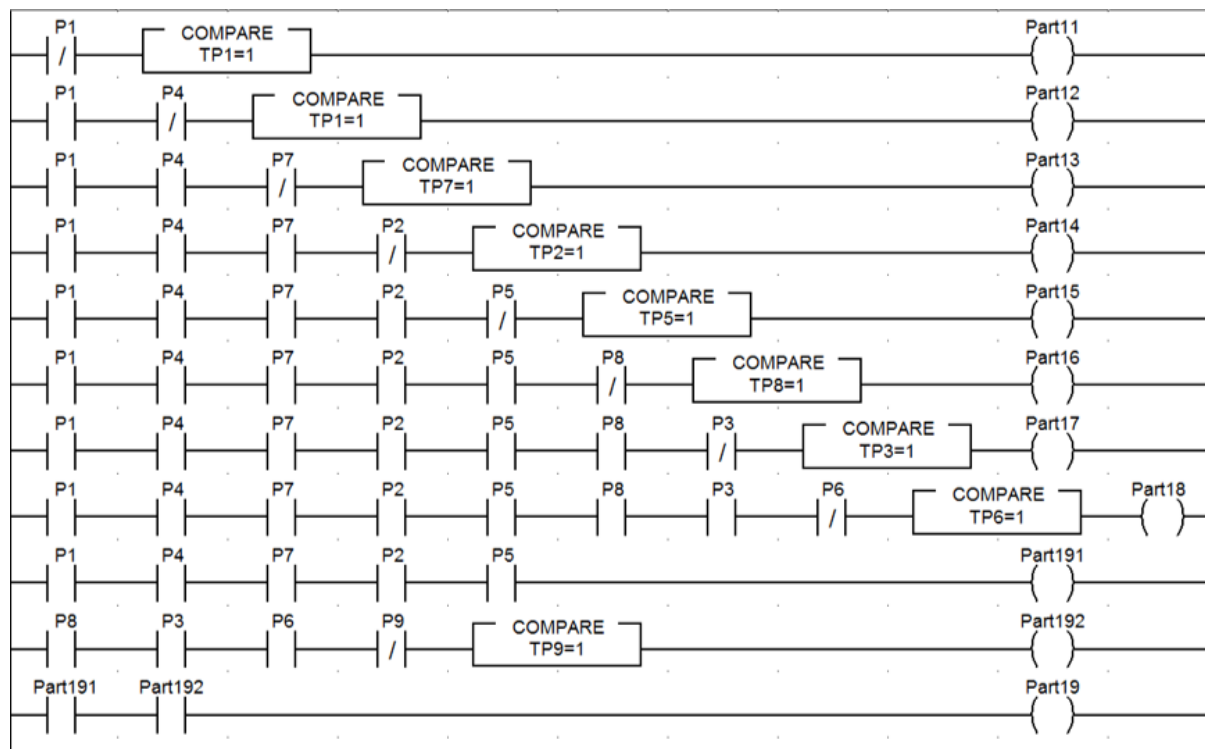 P1 COMPARE Part11
/ TP1=1
P1 P4 COMPARE Part12
/ TP1=1
P1 P4 P7 COMPARE Part13
/ TP7=1
P1 P4 P7 P2 COMPARE Part14
/ TP2=1
P1 P4 P7 P2 P5 COMPARE Part15
/ TP5=1
P1 P4 P7 P2 P5 P8 COMPARE Part16
/ TP8=1
P1 P4 P7 P2 P5 P8 P3 COMPARE Part17
/ TP3=1
P1 P4 P7 P2 P5 P8 P3 P6 COMPARE Part18
/ TP6=1
P1 P4 P7 P2 P5 Part191
P8 P3 P6 P9 COMPARE Part192
/ TP9=1
Part191 Part192 Part19